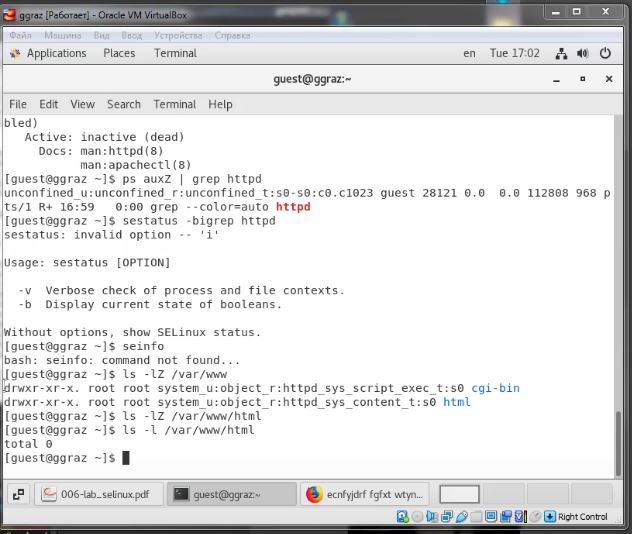 ggraz [Работает] - Oracle VM VirtualBox
Файл Машина Вид Ввод Устройства Справка
Applications Places Terminal en Tue 17:02
guest@ggraz:~
File Edit View Search Terminal Help
bled)
Active: inactive (dead)
Docs: man:httpd(8)
man:apachectl(8)
[guest@ggraz ~]$ ps auxZ | grep httpd
unconfined_u:unconfined_r:unconfined_t:s0-s0:c0.c1023 guest 28121 0.0 0.0 112808 968 p
ts/1 R+ 16:59 0:00 grep --color=auto httpd
[guest@ggraz ~]$ sestatus -bigrep httpd
sestatus: invalid option -- 'i'
Usage: sestatus [OPTION]
-v Verbose check of process and file contexts.
-b Display current state of booleans.
Without options, show SELinux status.
[guest@ggraz ~]$ seinfo
bash: seinfo: command not found...
[guest@ggraz ~]$ ls -lZ /var/www
drwxr-xr-x. root root system_u:object_r:httpd_sys_script_exec_t:s0 cgi-bin
drwxr-xr-x. root root system_u:object_r:httpd_sys_content_t:s0 html
[guest@ggraz ~]$ ls -lZ /var/www/html
[guest@ggraz ~]$ ls -l /var/www/html
total 0
[guest@ggraz ~]$
006-lab_selinux.pdf guest@ggraz:~ ecnfyjdrf fgfxt wtyn...
Right Control